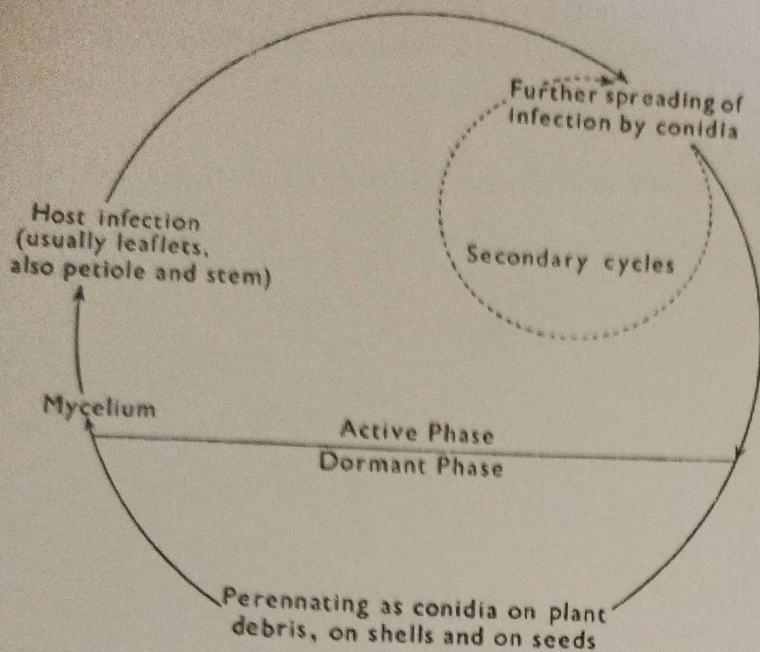 Further spreading of
infection by conidia
Host infection
(usually leaflets,
also petiole and stem)
Secondary cycles
Mycelium
Active Phase
Dormant Phase
Perennating as conidia on plant
debris, on shells and on seeds